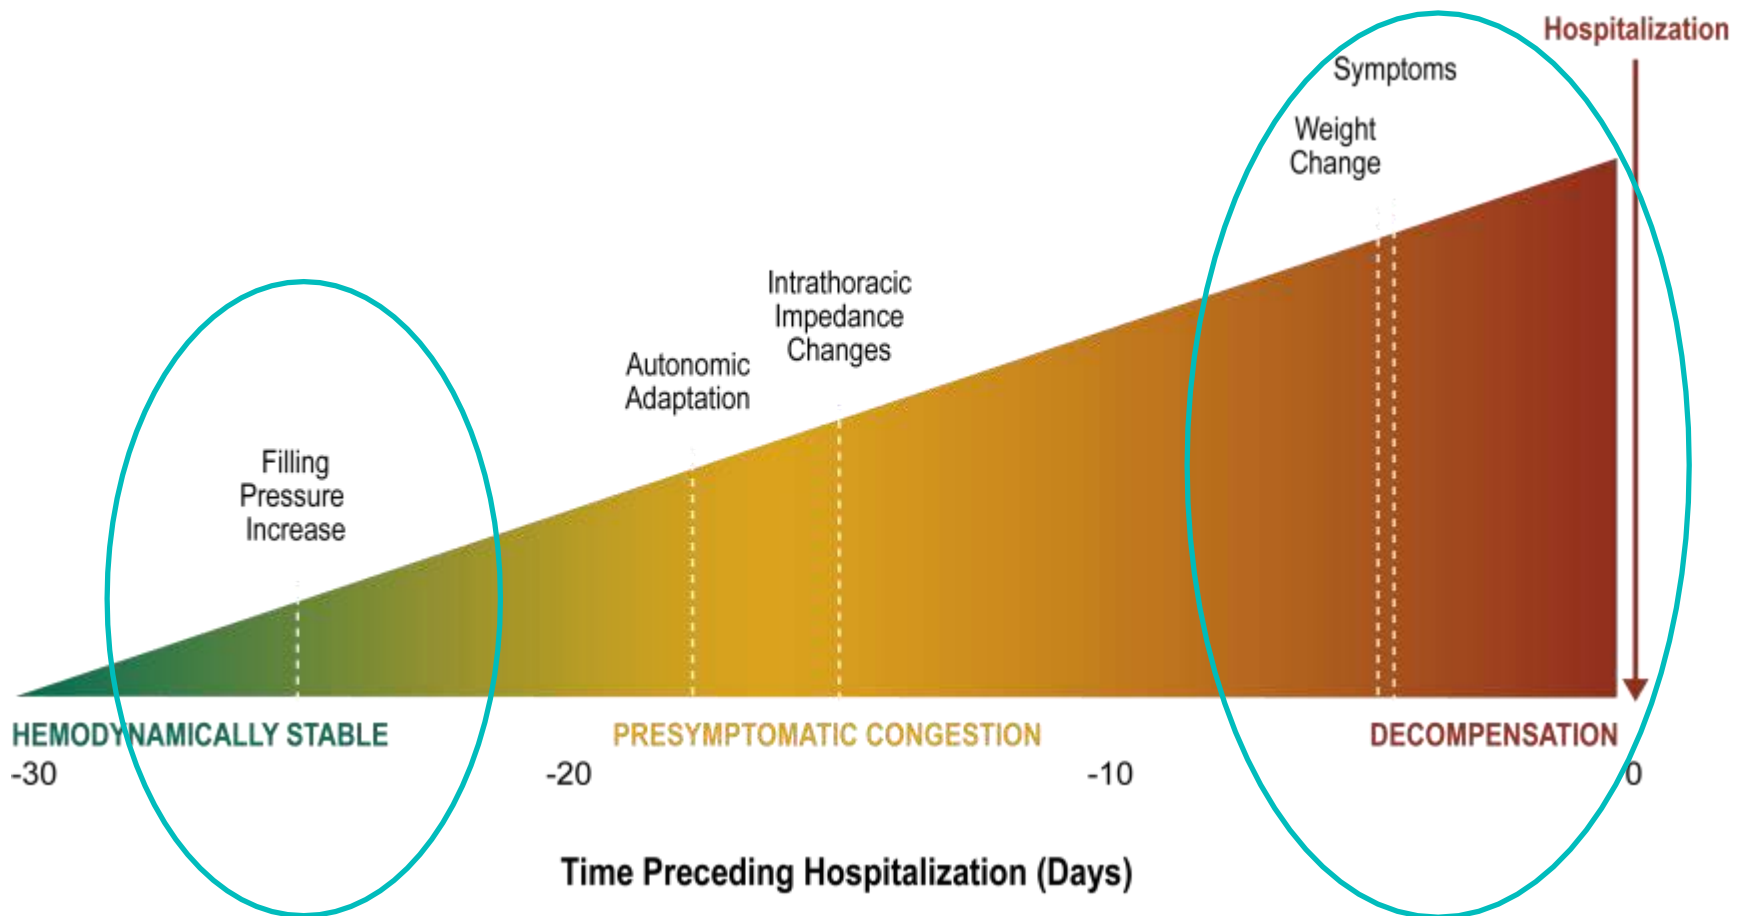 Hospitalization
Symptoms
Weight
Change
Intrathoracic
Impedance
Changes
Autonomic
Adaptation
Filling
Pressure
Increase
HEMODYNAMICALLY STABLE
PRESYMPTOMATIC CONGESTION
DECOMPENSATION
-30
-20
-10
0
Time Preceding Hospitalization (Days)